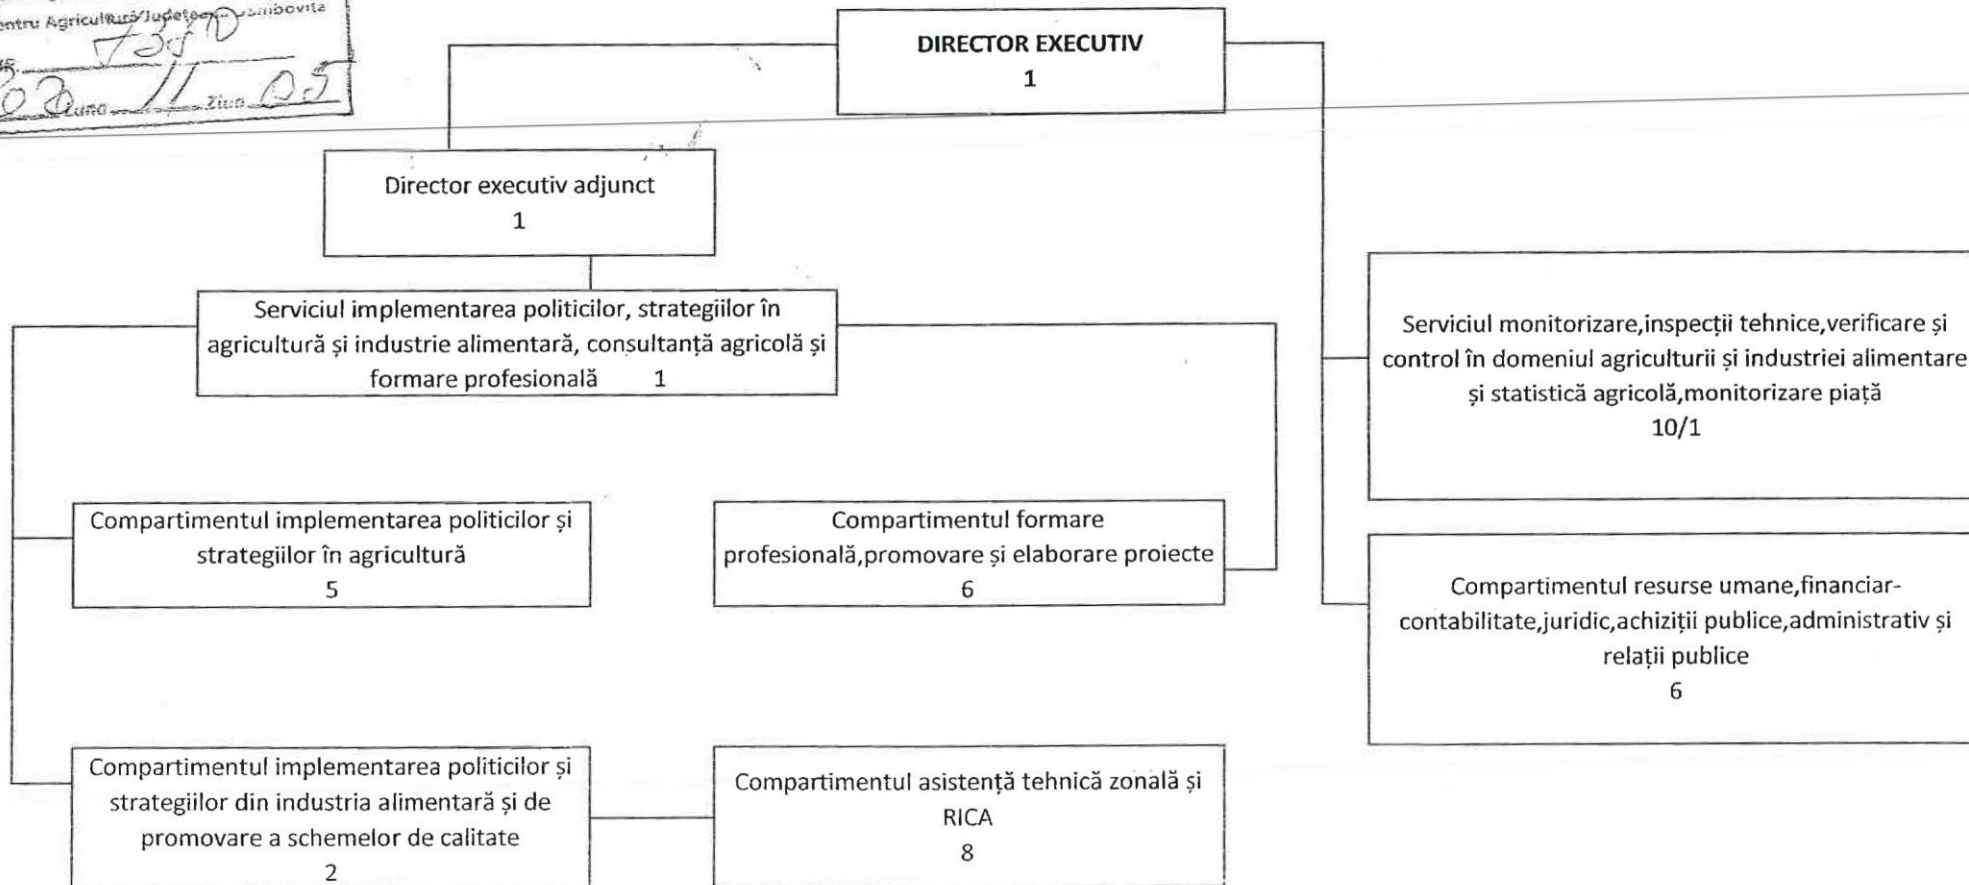 pentru Agricultură Județeană Dâmbovița
11 Ziua 05
DIRECTOR EXECUTIV
1
Director executiv adjunct
1
Serviciul implementarea politicilor, strategiilor în
agricultură și industrie alimentară, consultanță agricolă și
formare profesională 1
Serviciul monitorizare,inspecții tehnice,verificare și
control în domeniul agriculturii și industriei alimentare
și statistică agricolă,monitorizare piață
10/1
Compartimentul implementarea politicilor și
strategiilor în agricultură
5
Compartimentul formare
profesională,promovare și elaborare proiecte
6
Compartimentul resurse umane,financiar-
contabilitate,juridic,achiziții publice,administrativ și
relații publice
6
Compartimentul implementarea politicilor și
strategiilor din industria alimentară și de
promovare a schemelor de calitate
2
Compartimentul asistență tehnică zonală și
RICA
8